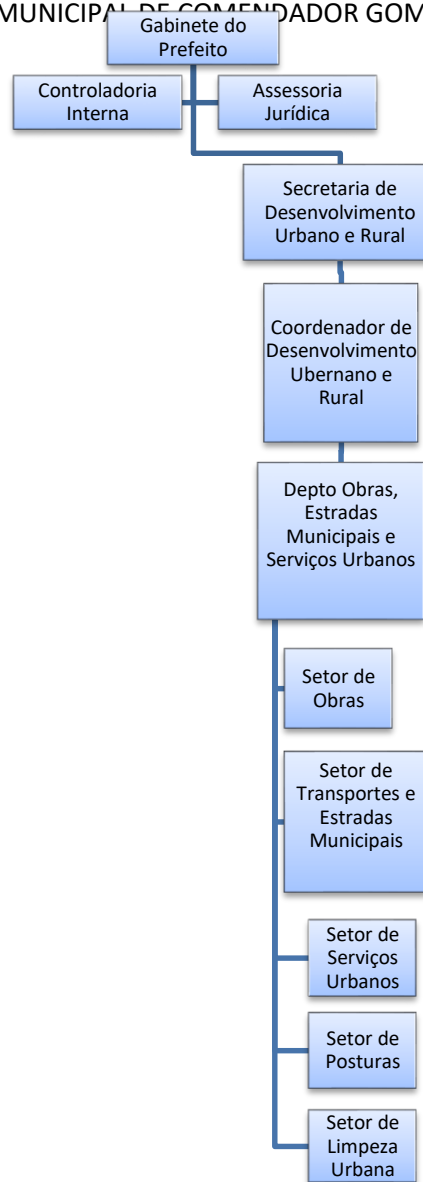 MUNICIPAL DE COMENDADOR GOM
Gabinete do
Prefeito
Controladoria
Interna
Assessoria
Jurídica
Secretaria de
Desenvolvimento
Urbano e Rural
Coordenador de
Desenvolvimento
Ubernano e
Rural
Depto Obras,
Estradas
Municipais e
Serviços Urbanos
Setor de
Obras
Setor de
Transportes e
Estradas
Municipais
Setor de
Serviços
Urbanos
Setor de
Posturas
Setor de
Limpeza
Urbana